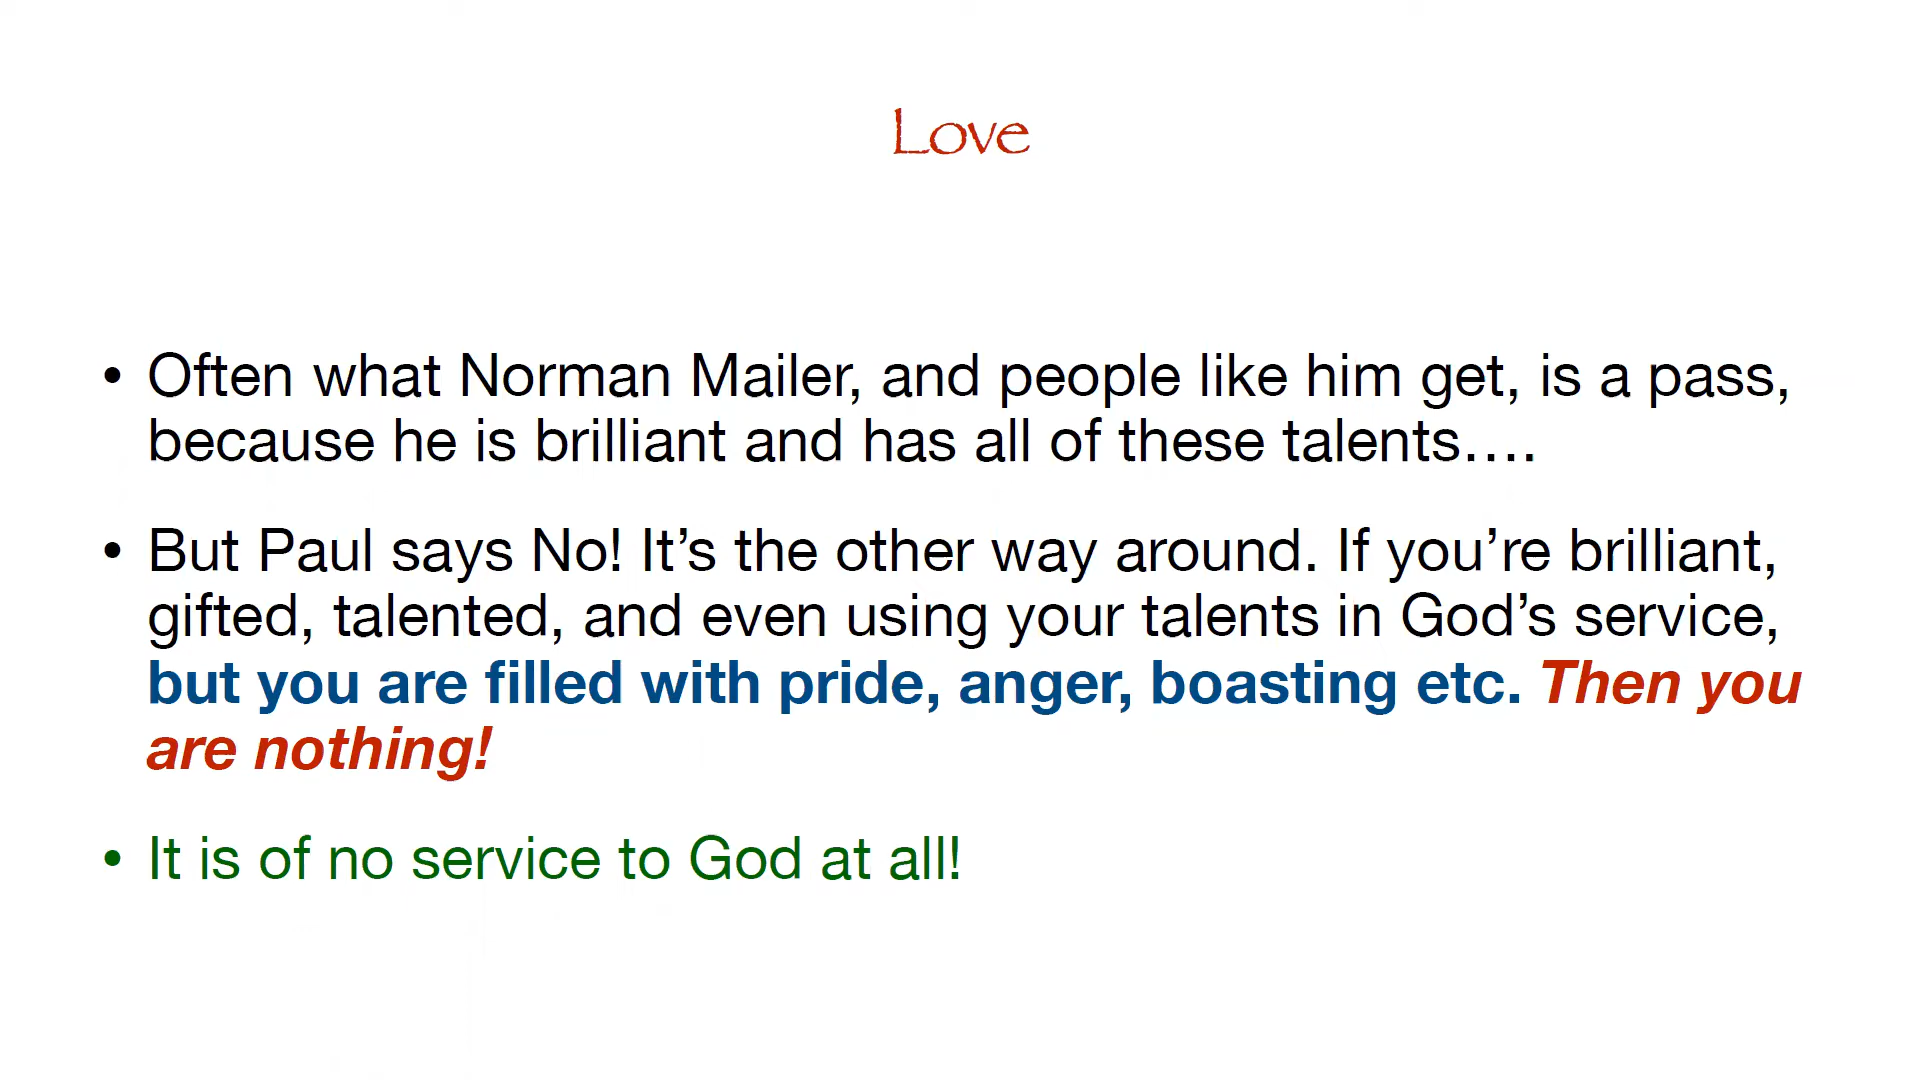 Love
• Often what Norman Mailer, and people like him get, is a pass,
because he is brilliant and has all of these talents….
• But Paul says No! It’s the other way around. If you’re brilliant,
gifted, talented, and even using your talents in God’s service,
but you are filled with pride, anger, boasting etc. Then you
are nothing!
• It is of no service to God at all!